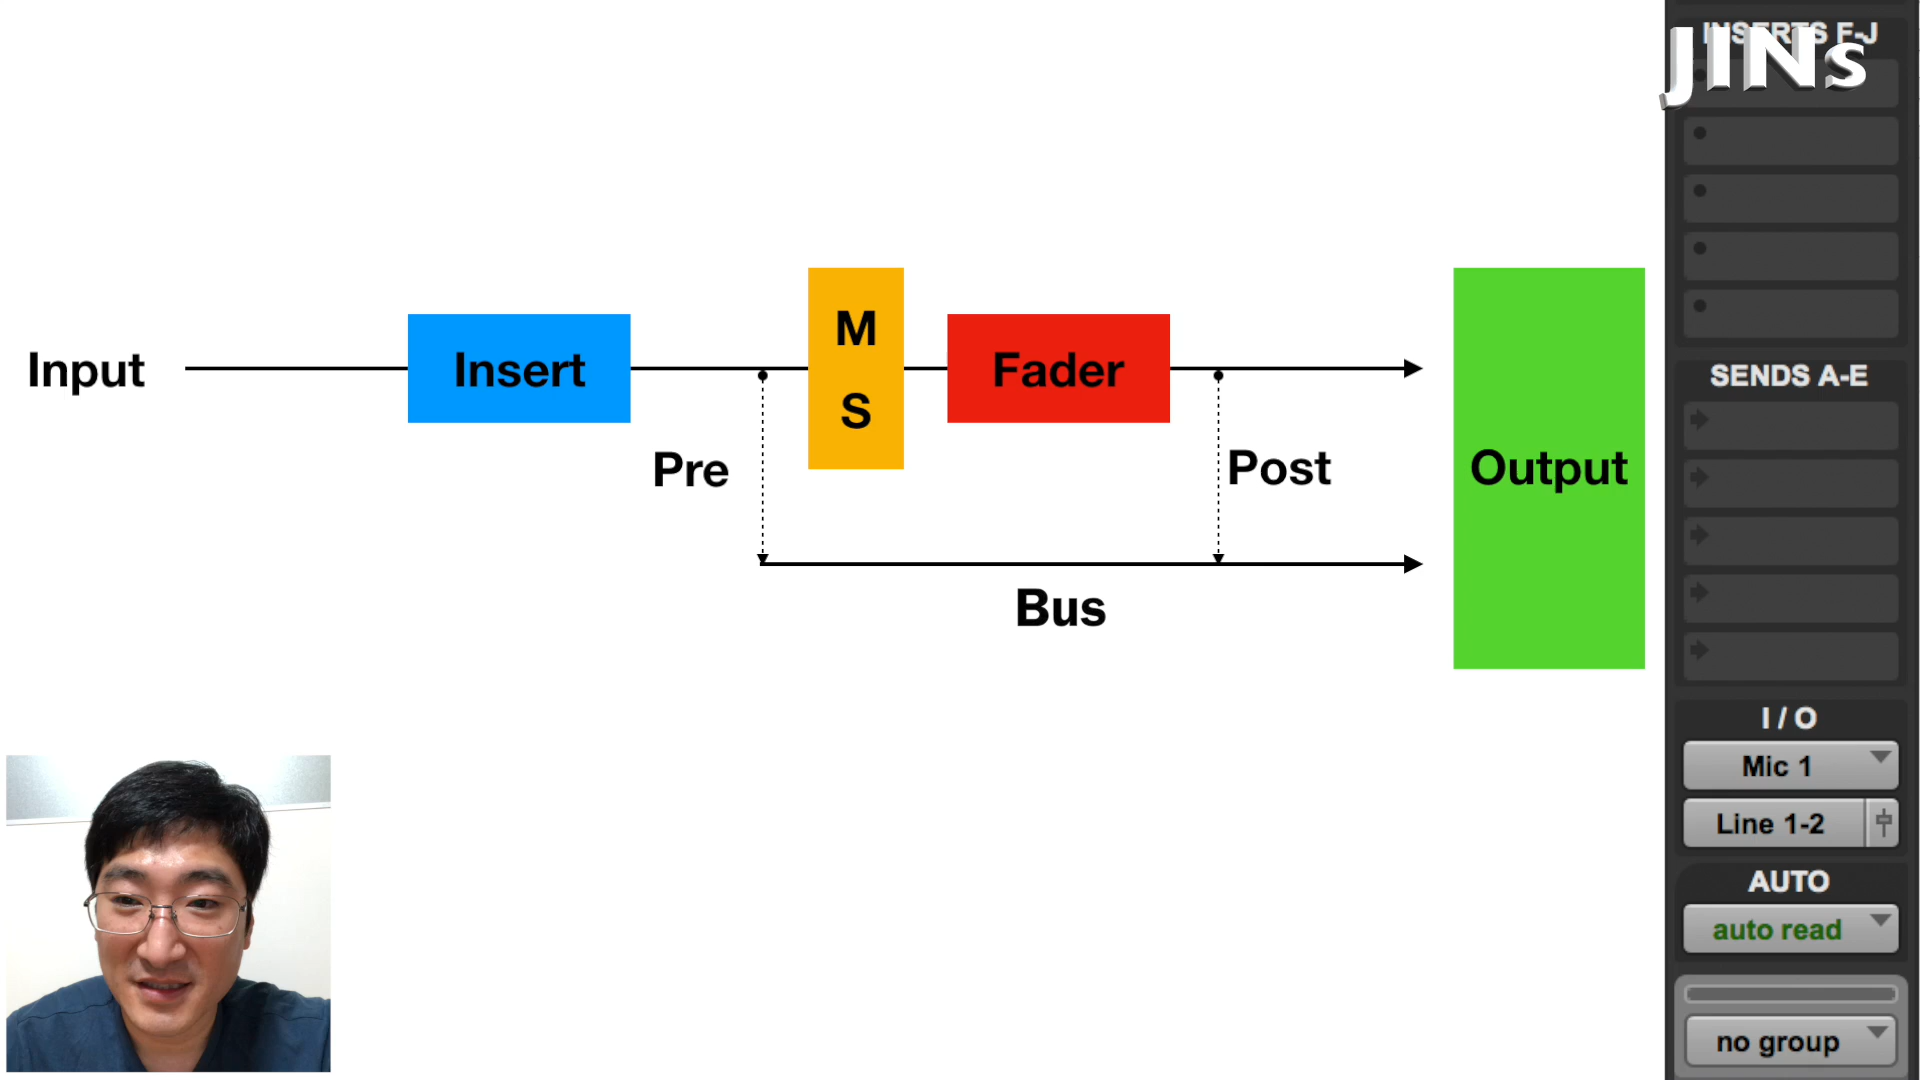 INSERTS F-J
JINs
Input
Insert
M
S
Fader
Pre
Post
Output
Bus
SENDS A-E
I / O
Mic 1
Line 1-2
AUTO
auto read
no group